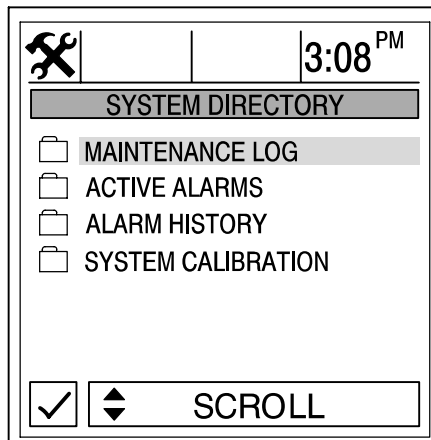 3:08 PM
SYSTEM DIRECTORY
MAINTENANCE LOG
ACTIVE ALARMS
ALARM HISTORY
SYSTEM CALIBRATION
SCROLL